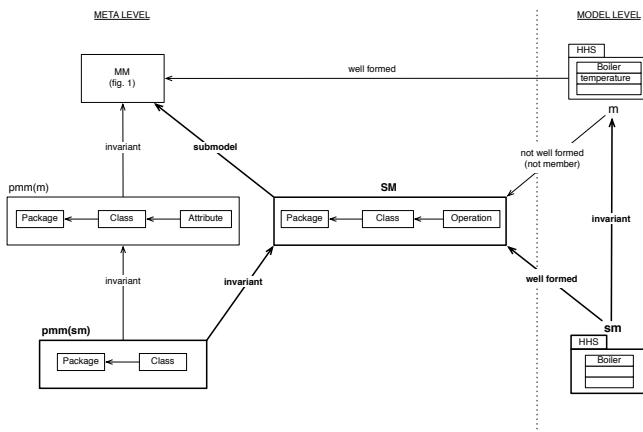 META LEVEL
MODEL LEVEL
HHS
Boiler
temperature
MM
(fig. 1)
well formed
m
invariant
submodel
not well formed
(not member)
pmm(m)
SM
Package
Class
Attribute
Package
Class
Operation
invariant
invariant
invariant
well formed
pmm(sm)
sm
HHS
Package
Class
Boiler